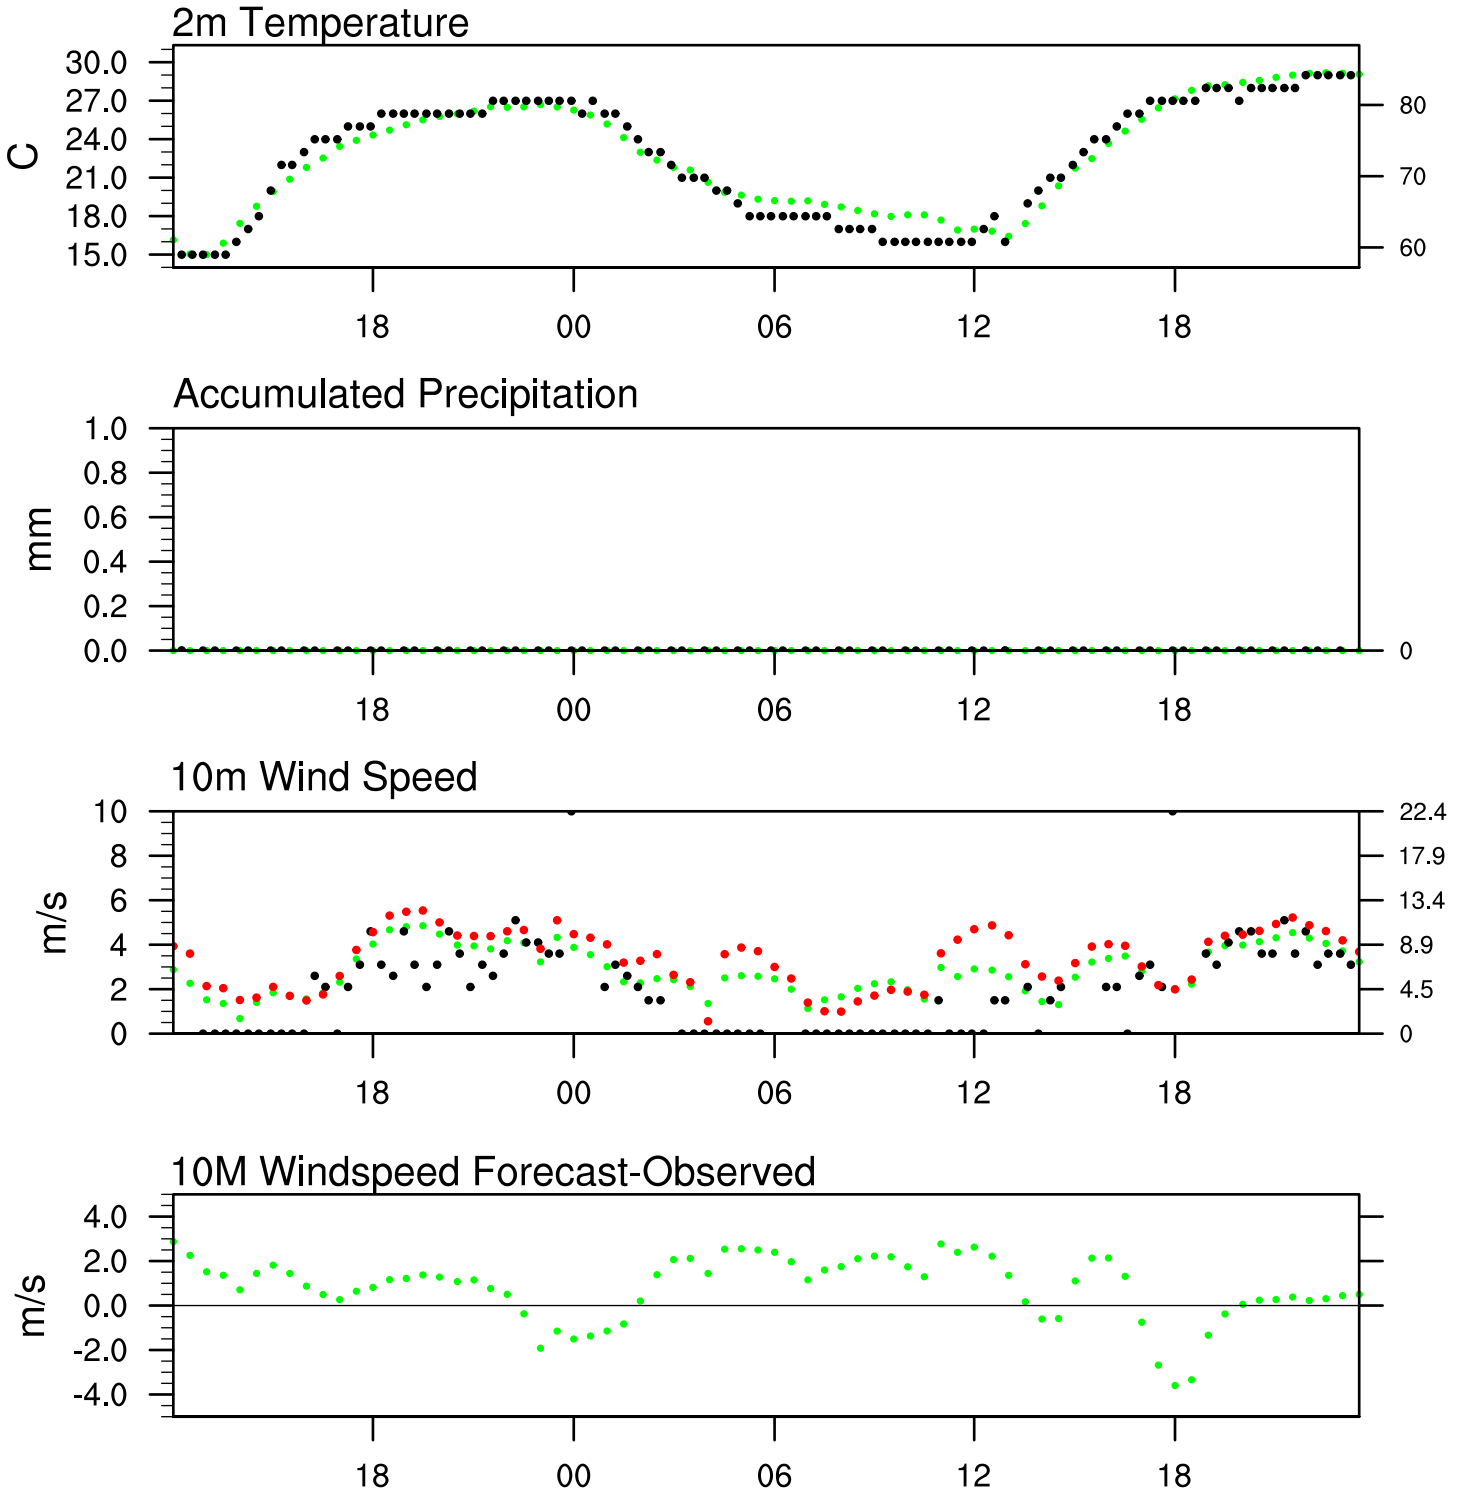 2m Temperature
30.0
27.0
24.0
21.0
18.0
15.0
C
80
70
60
18 00 06 12 18
Accumulated Precipitation
1.0
0.8
0.6
0.4
0.2
0.0
mm
0
18 00 06 12 18
10m Wind Speed
10
8
6
4
2
0
m/s
22.4
17.9
13.4
8.9
4.5
0
18 00 06 12 18
10M Windspeed Forecast-Observed
4.0
2.0
0.0
-2.0
-4.0
m/s
18 00 06 12 18